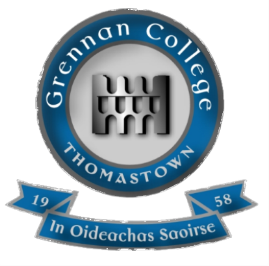 Grennan College
THOMASTOWN
19 58
In Oideachas Saoirse